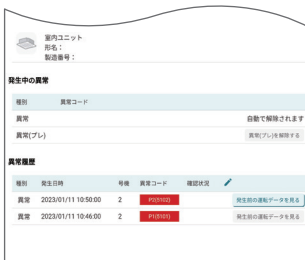 室内ユニット
形名：
製造番号：
発生中の異常
種別 異常コード
異常 自動で解除されます
異常(プレ) 異常(プレ)を解除する
異常履歴
種別 発生日時 号機 異常コード 確認状況
異常 2023/01/11 10:50:00 2 P2(5102) 発生前の運転データを見る
異常 2023/01/11 10:46:00 2 P1(5101) 発生前の運転データを見る